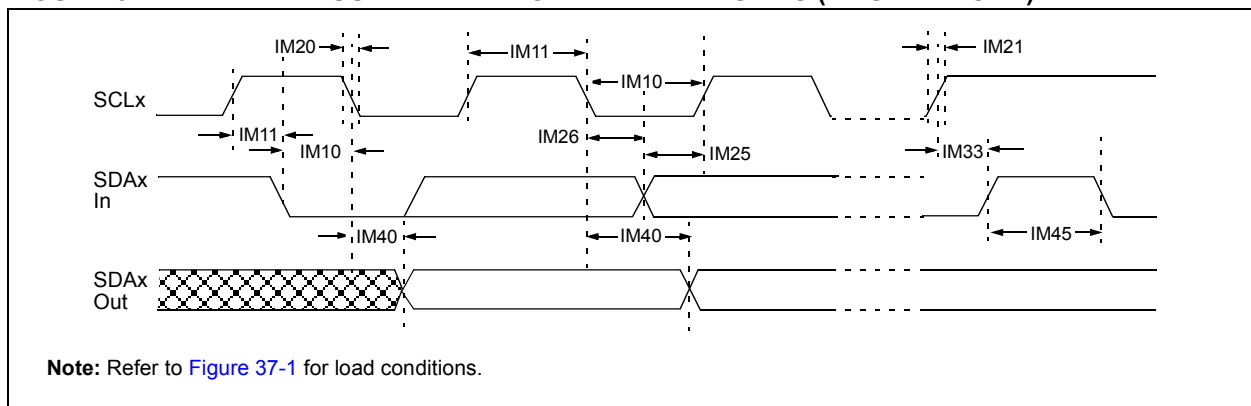 IM20
IM11
IM21
IM10
SCLx
IM11
IM26
IM10
IM25
IM33
SDAx
In
IM40
IM40
IM45
SDAx
Out
Note: Refer to Figure 37-1 for load conditions.